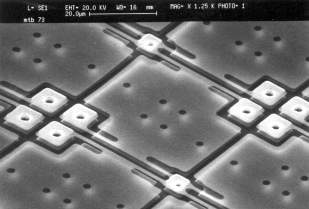 L= SE1 EHT= 20.0 KV WD= 16 mm MAG= X 1.25 K PHOTO= 1
20.0µm
mtb 73